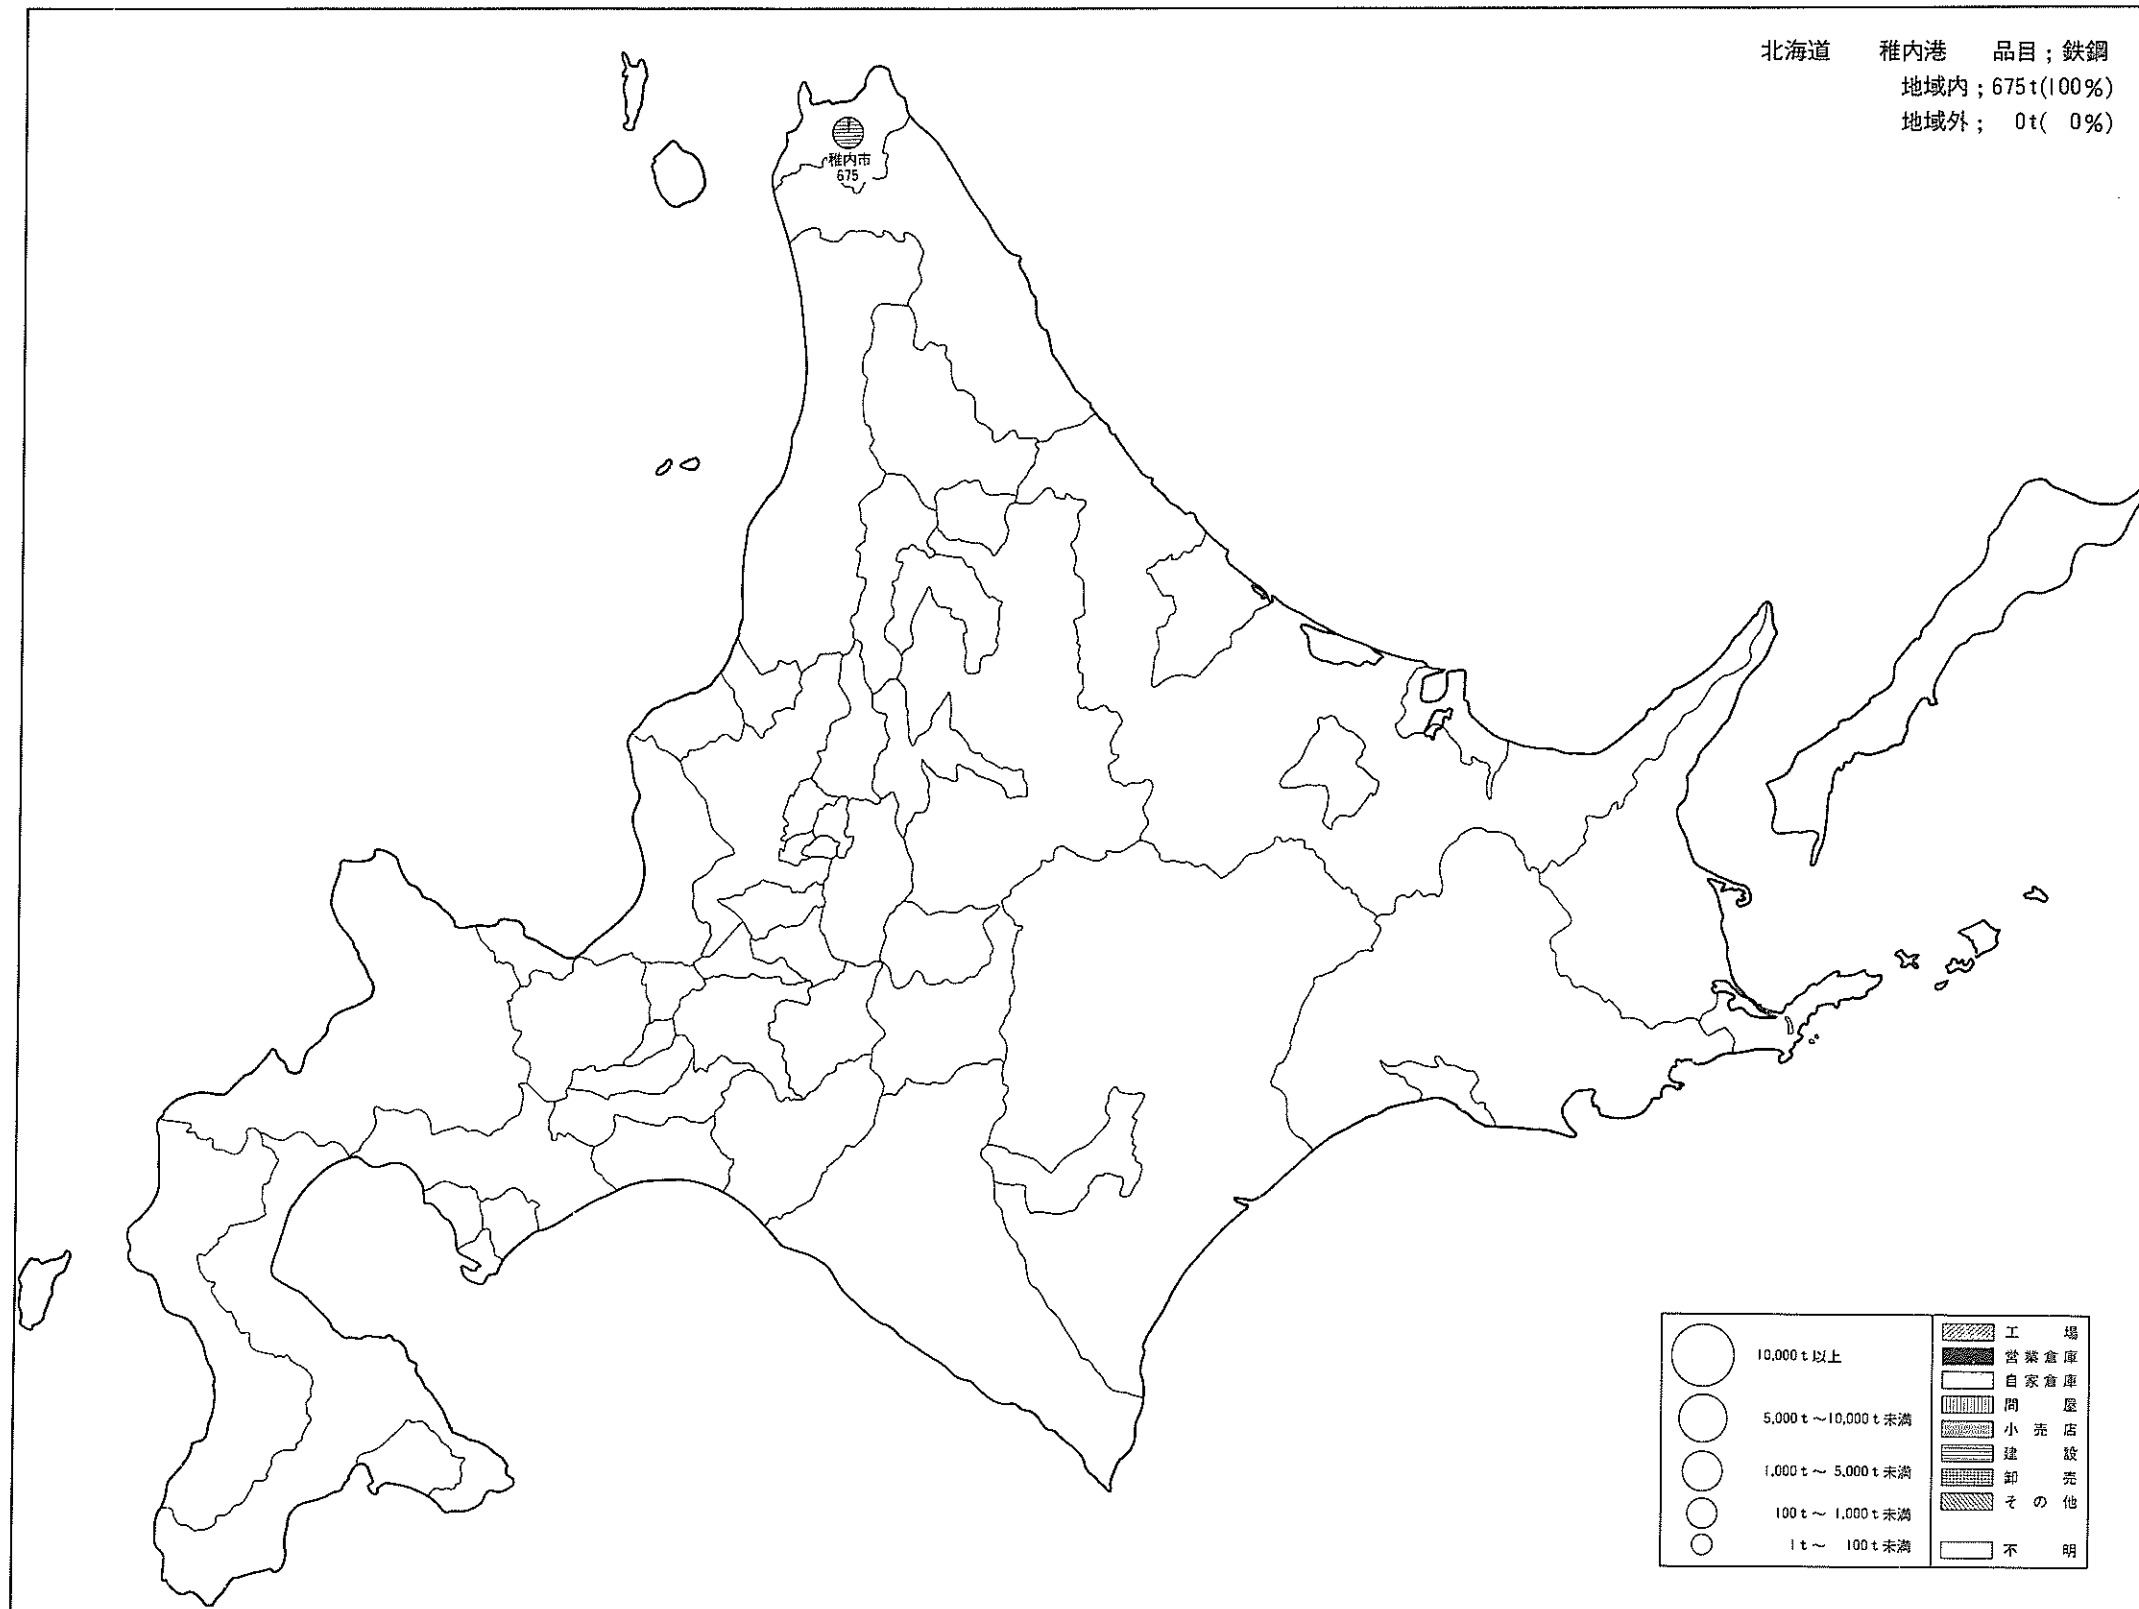 北海道 稚内港 品目；鉄鋼
地域内；675t(100%)
地域外； 0t( 0%)
稚内市
675
10,000t以上
5,000t～10,000t未満
1,000t～5,000t未満
100t～1,000t未満
1t～ 100t未満
工場
営業倉庫
自家倉庫
問屋
小売店
建設
卸売
その他
不明